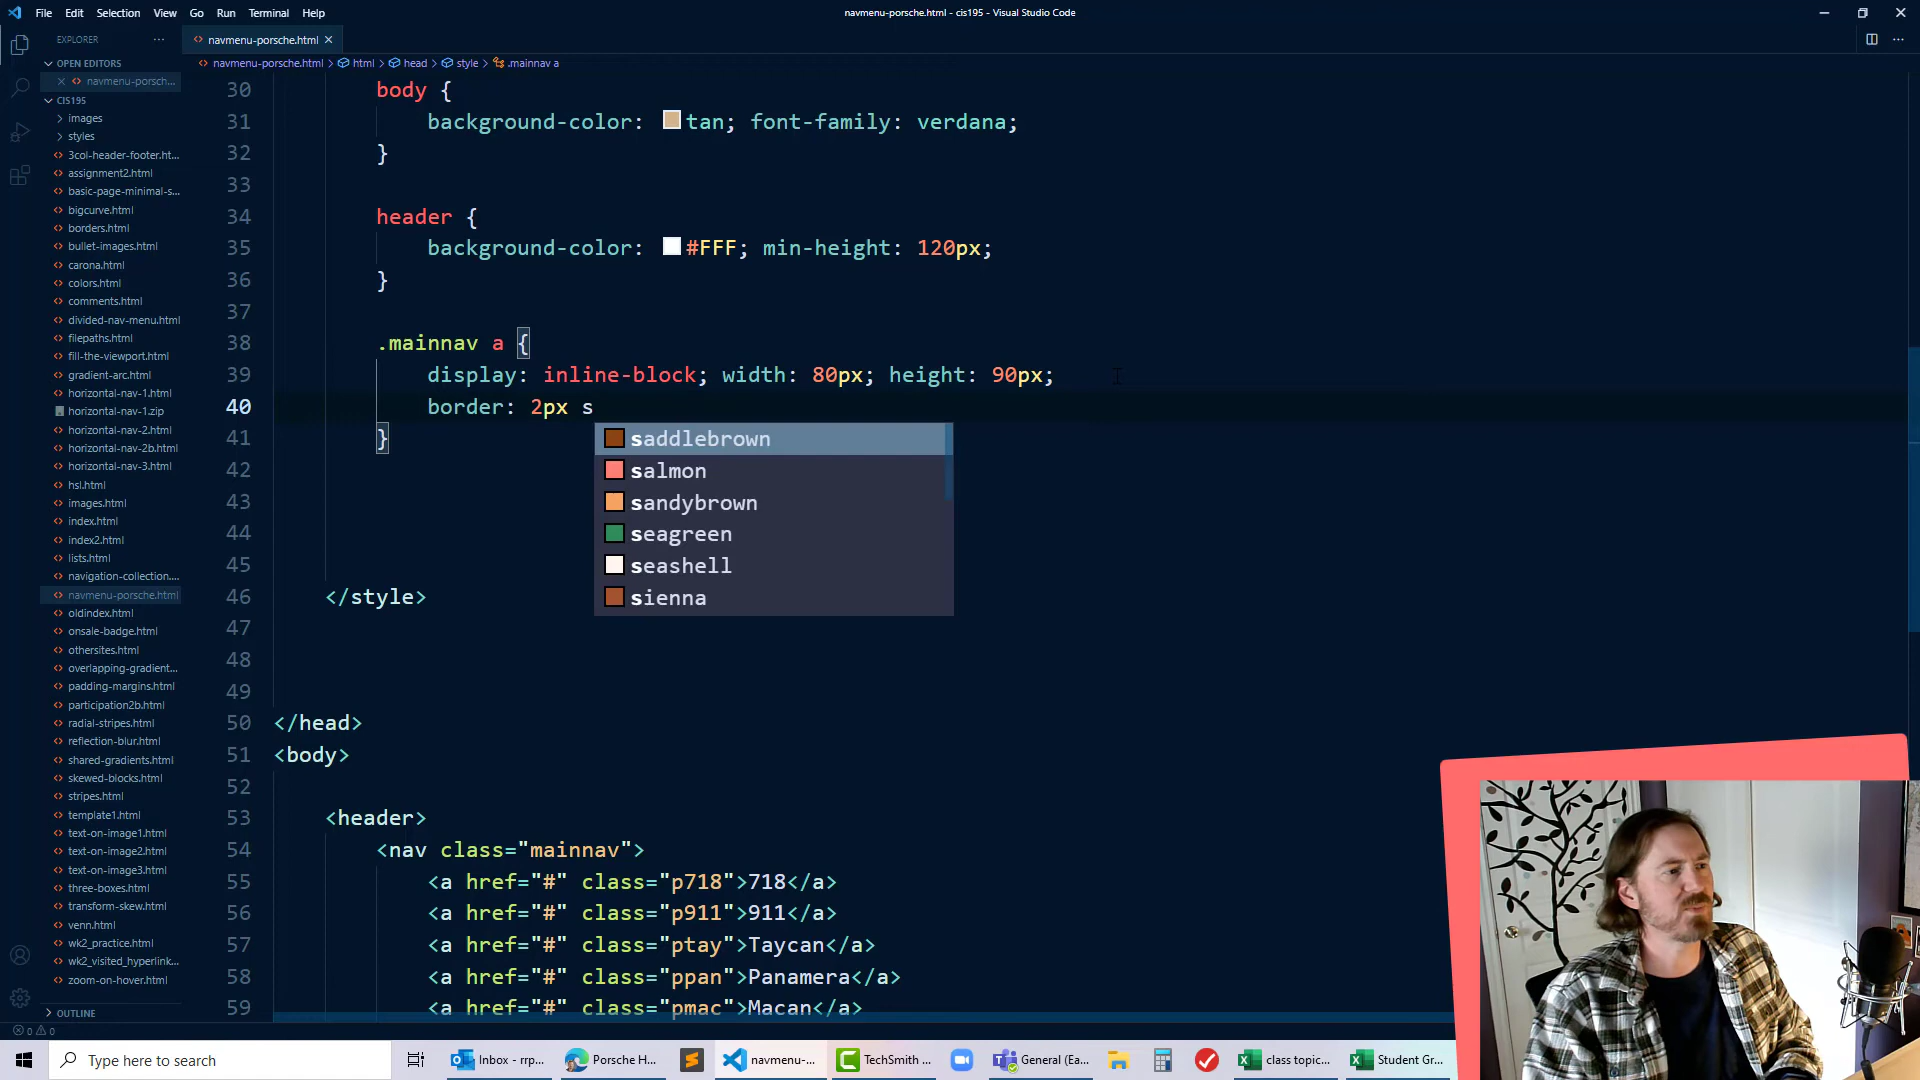 File Edit Selection View Go Run Terminal Help
navmenu-porsche.html - cis195 - Visual Studio Code
EXPLORER
OPEN EDITORS
navmenu-porsch...
CIS195
images
styles
3col-header-footer.ht...
assignment2.html
basic-page-minimal-s...
bigcurve.html
borders.html
bullet-images.html
carona.html
colors.html
comments.html
divided-nav-menu.html
filepaths.html
fill-the-viewport.html
gradient-arc.html
horizontal-nav-1.html
horizontal-nav-1.zip
horizontal-nav-2.html
horizontal-nav-2b.html
horizontal-nav-3.html
hsl.html
images.html
index.html
index2.html
lists.html
navigation-collection....
navmenu-porsche.html
oldindex.html
onsale-badge.html
othersites.html
overlapping-gradient...
padding-margins.html
participation2b.html
radial-stripes.html
reflection-blur.html
shared-gradients.html
skewed-blocks.html
stripes.html
template1.html
text-on-image1.html
text-on-image2.html
text-on-image3.html
three-boxes.html
transform-skew.html
venn.html
wk2_practice.html
wk2_visited_hyperlink...
zoom-on-hover.html
OUTLINE
0 0
navmenu-porsche.html
navmenu-porsche.html > html > head > style > .mainnav a
30 body {
31 background-color: tan; font-family: verdana;
32 }
33
34 header {
35 background-color: #FFF; min-height: 120px;
36 }
37
38 .mainnav a {
39 display: inline-block; width: 80px; height: 90px;
40 border: 2px s
41 }
42
43
44
45
46 </style>
47
48
49
50 </head>
51 <body>
52
53 <header>
54 <nav class="mainnav">
55 <a href="#" class="p718">718</a>
56 <a href="#" class="p911">911</a>
57 <a href="#" class="ptay">Taycan</a>
58 <a href="#" class="ppan">Panamera</a>
59 <a href="#" class="pmac">Macan</a>
saddlebrown
salmon
sandybrown
seagreen
seashell
sienna
Type here to search
Inbox - rrp...
Porsche H...
navmenu-...
TechSmith ...
General (Ea...
class topic...
Student Gr...